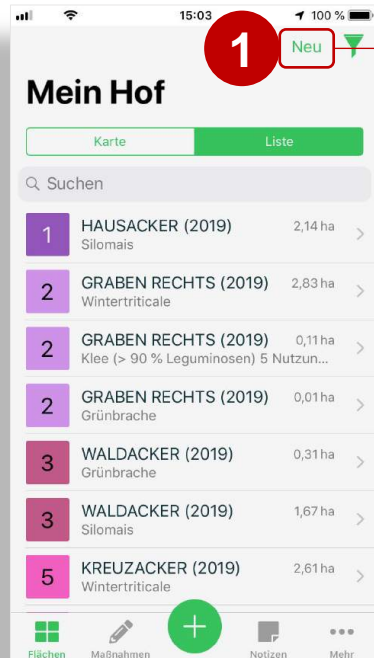 15:03
100 %
1
Neu
Mein Hof
Karte
Liste
Suchen
1
HAUSACKER (2019)
2,14 ha
Silomais
2
GRABEN RECHTS (2019)
2,83 ha
Wintertriticale
2
GRABEN RECHTS (2019)
0,11 ha
Klee (> 90 % Leguminosen) 5 Nutzun...
2
GRABEN RECHTS (2019)
0,01 ha
Grünbrache
3
WALDACKER (2019)
0,31 ha
Grünbrache
3
WALDACKER (2019)
1,67 ha
Silomais
5
KREUZACKER (2019)
2,61 ha
Wintertriticale
Flächen
Maßnahmen
Notizen
Mehr